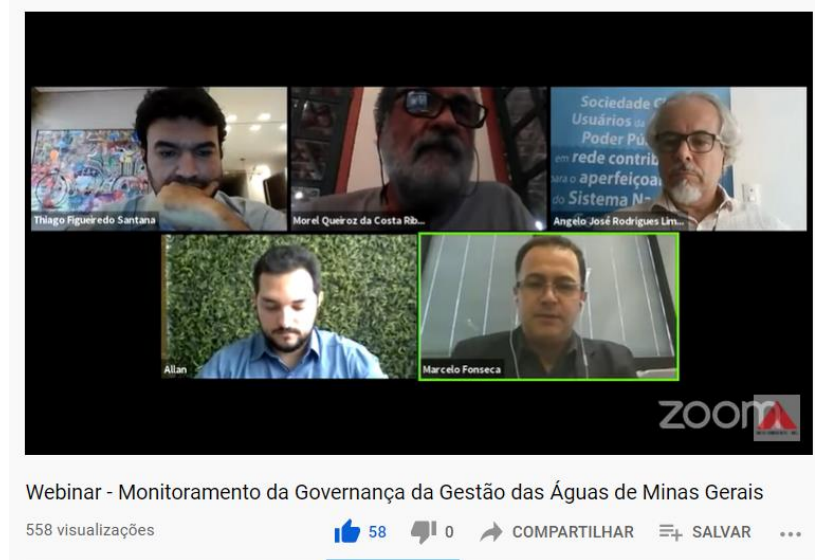 Sociedade C
Usuários da
Poder Pú
em rede contrib
para o aperfeiçoa
do Sistema N
Thiago Figueiredo Santana
Morel Queiroz da Costa Rib...
Angelo José Rodrigues Lim...
Allan
Marcelo Fonseca
zoom
Webinar - Monitoramento da Governança da Gestão das Águas de Minas Gerais
558 visualizações
58
0
COMPARTILHAR
SALVAR